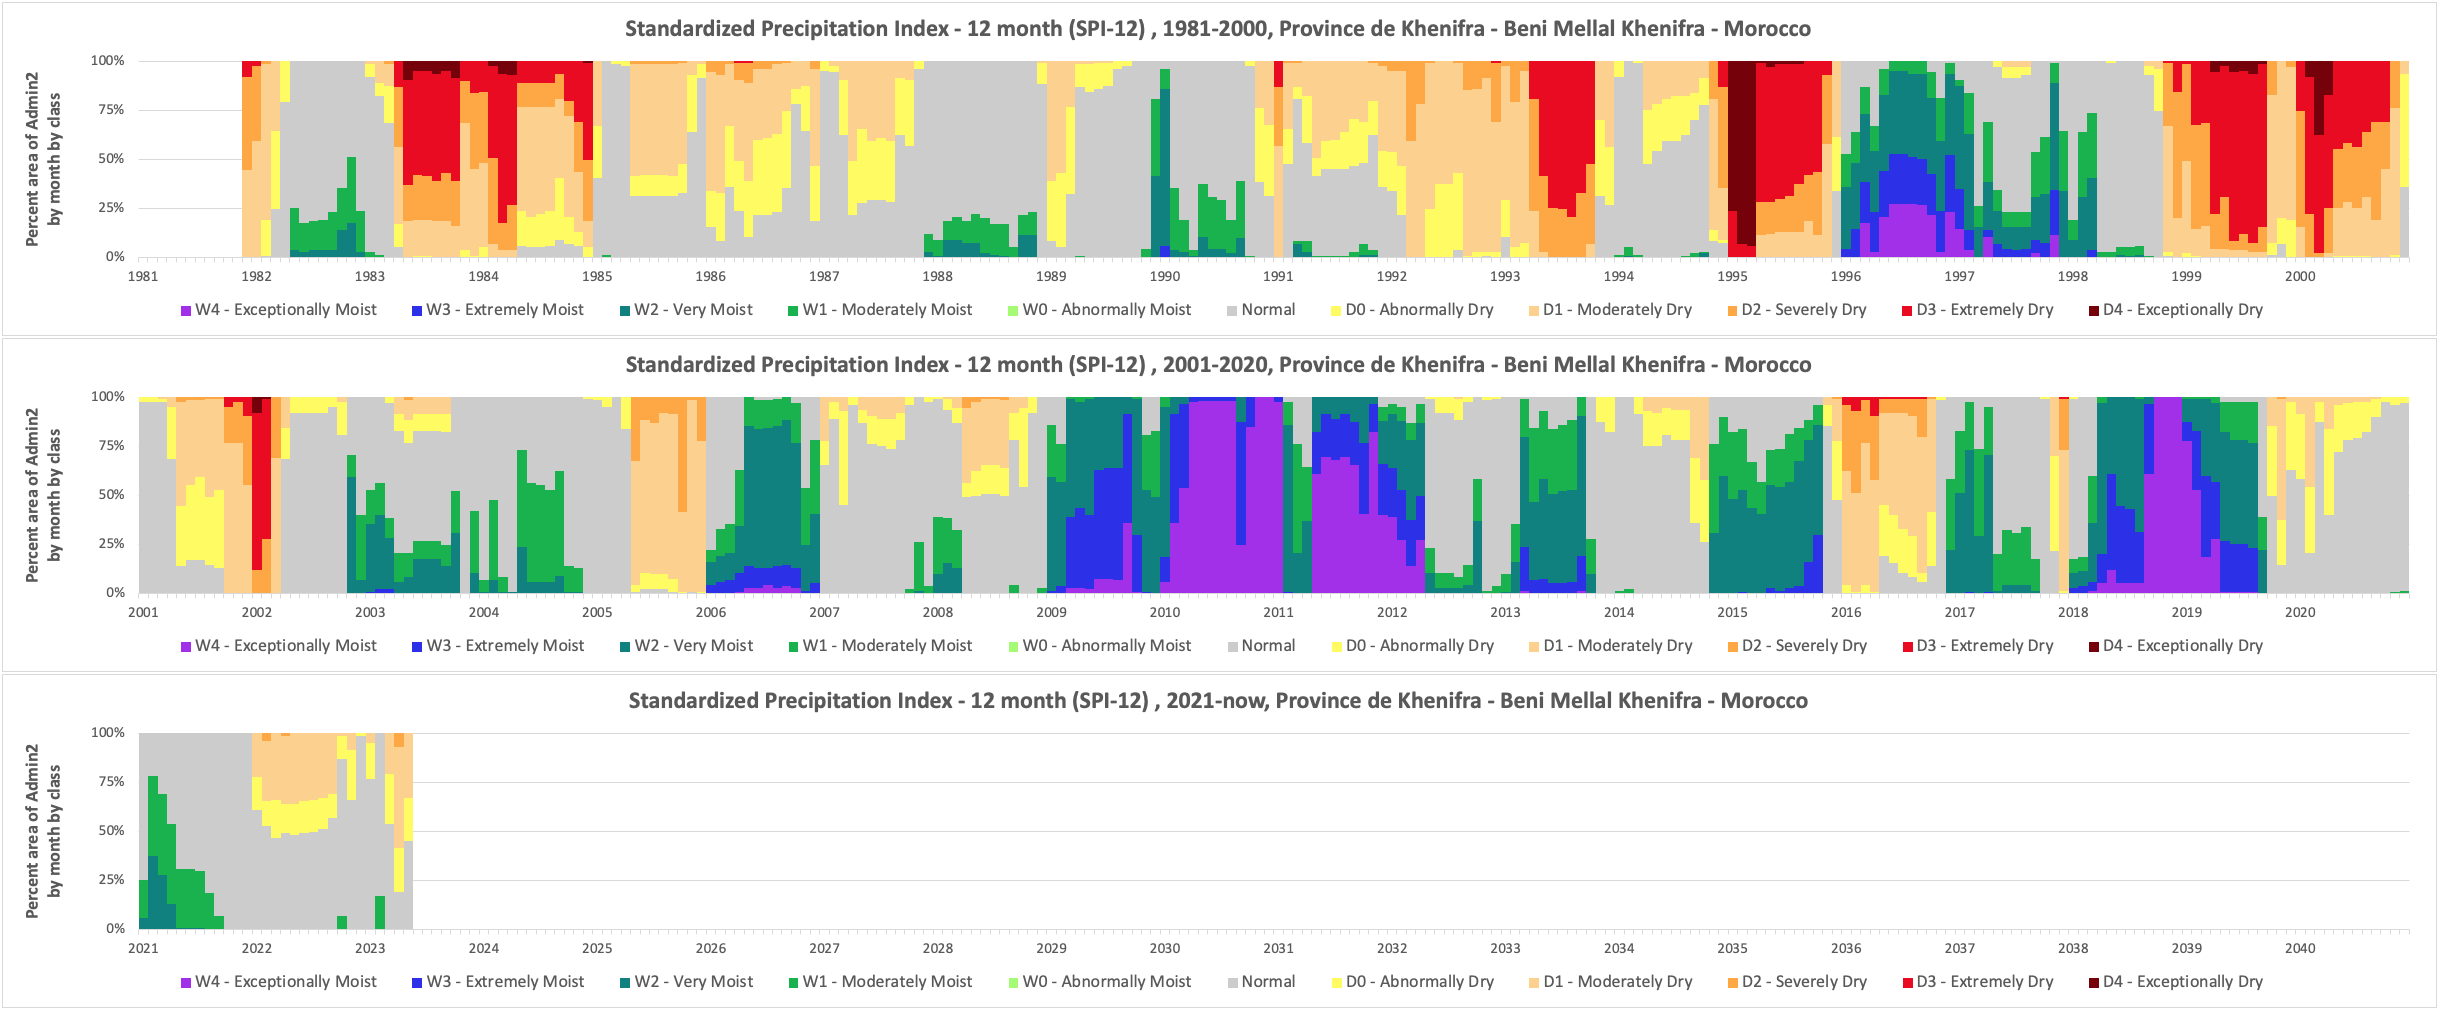 Standardized Precipitation Index - 12 month (SPI-12) , 1981-2000, Province de Khenifra - Beni Mellal Khenifra - Morocco
Percent area of Admin2
by month by class
100%
75%
50%
25%
0%
1981 1982 1983 1984 1985 1986 1987 1988 1989 1990 1991 1992 1993 1994 1995 1996 1997 1998 1999 2000
W4 - Exceptionally Moist W3 - Extremely Moist W2 - Very Moist W1 - Moderately Moist W0 - Abnormally Moist Normal D0 - Abnormally Dry D1 - Moderately Dry D2 - Severely Dry D3 - Extremely Dry D4 - Exceptionally Dry
Standardized Precipitation Index - 12 month (SPI-12) , 2001-2020, Province de Khenifra - Beni Mellal Khenifra - Morocco
Percent area of Admin2
by month by class
100%
75%
50%
25%
0%
2001 2002 2003 2004 2005 2006 2007 2008 2009 2010 2011 2012 2013 2014 2015 2016 2017 2018 2019 2020
W4 - Exceptionally Moist W3 - Extremely Moist W2 - Very Moist W1 - Moderately Moist W0 - Abnormally Moist Normal D0 - Abnormally Dry D1 - Moderately Dry D2 - Severely Dry D3 - Extremely Dry D4 - Exceptionally Dry
Standardized Precipitation Index - 12 month (SPI-12) , 2021-now, Province de Khenifra - Beni Mellal Khenifra - Morocco
Percent area of Admin2
by month by class
100%
75%
50%
25%
0%
2021 2022 2023 2024 2025 2026 2027 2028 2029 2030 2031 2032 2033 2034 2035 2036 2037 2038 2039 2040
W4 - Exceptionally Moist W3 - Extremely Moist W2 - Very Moist W1 - Moderately Moist W0 - Abnormally Moist Normal D0 - Abnormally Dry D1 - Moderately Dry D2 - Severely Dry D3 - Extremely Dry D4 - Exceptionally Dry